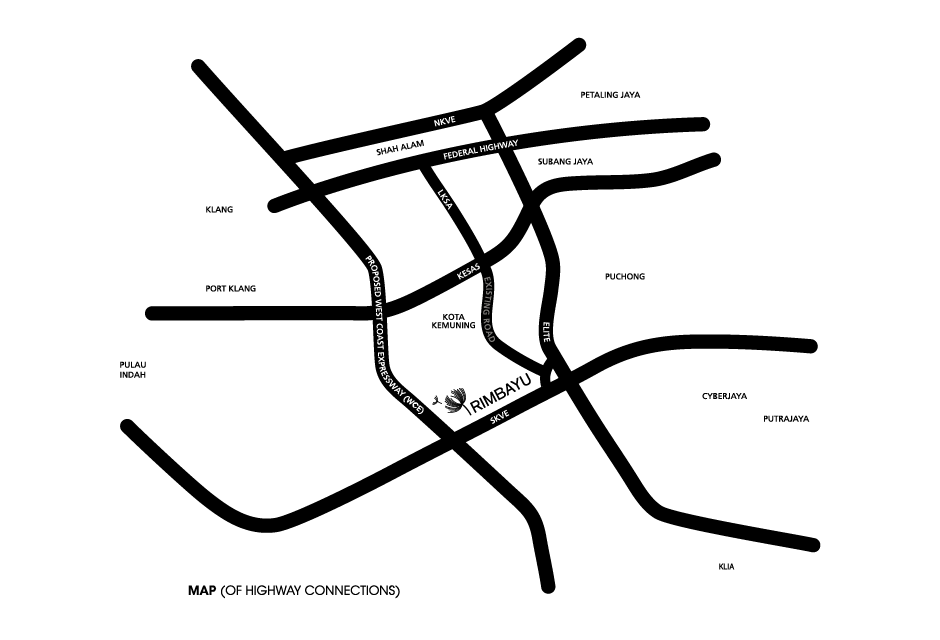 PETALING JAYA
NKVE
SHAH ALAM
FEDERAL HIGHWAY
SUBANG JAYA
LKSA
KLANG
PROPOSED WEST COAST EXPRESSWAY (WCE)
KESAS
PUCHONG
PORT KLANG
EXISTING ROAD
KOTA
KEMUNING
ELITE
PULAU
INDAH
RIMBAYU
SKVE
CYBERJAYA
PUTRAJAYA
KLIA
MAP (OF HIGHWAY CONNECTIONS)